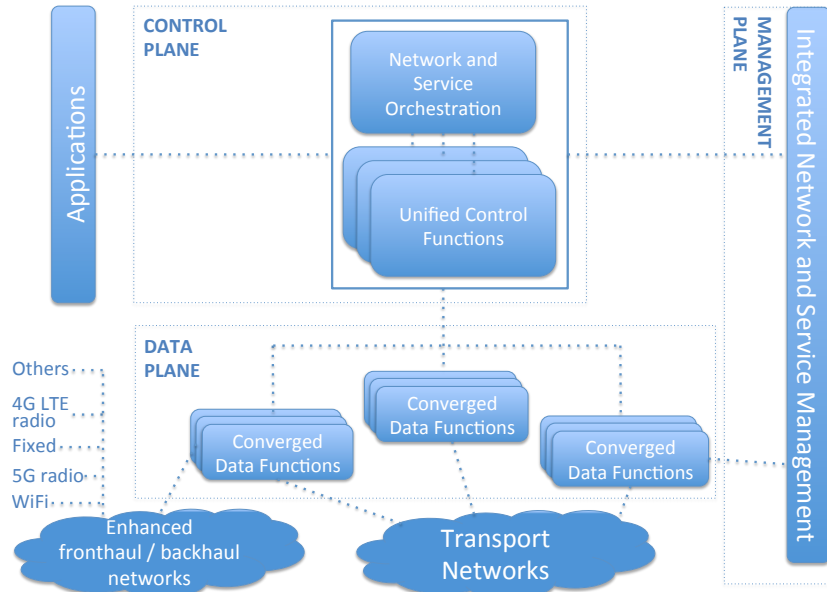 Applications
CONTROL
PLANE
Network and
Service
Orchestration
Unified Control
Functions
MANAGEMENT
PLANE
Integrated Network and Service Management
DATA
PLANE
Converged
Data Functions
Converged
Data Functions
Converged
Data Functions
Others
4G LTE
radio
Fixed
5G radio
WiFi
Enhanced
fronthaul / backhaul
networks
Transport
Networks